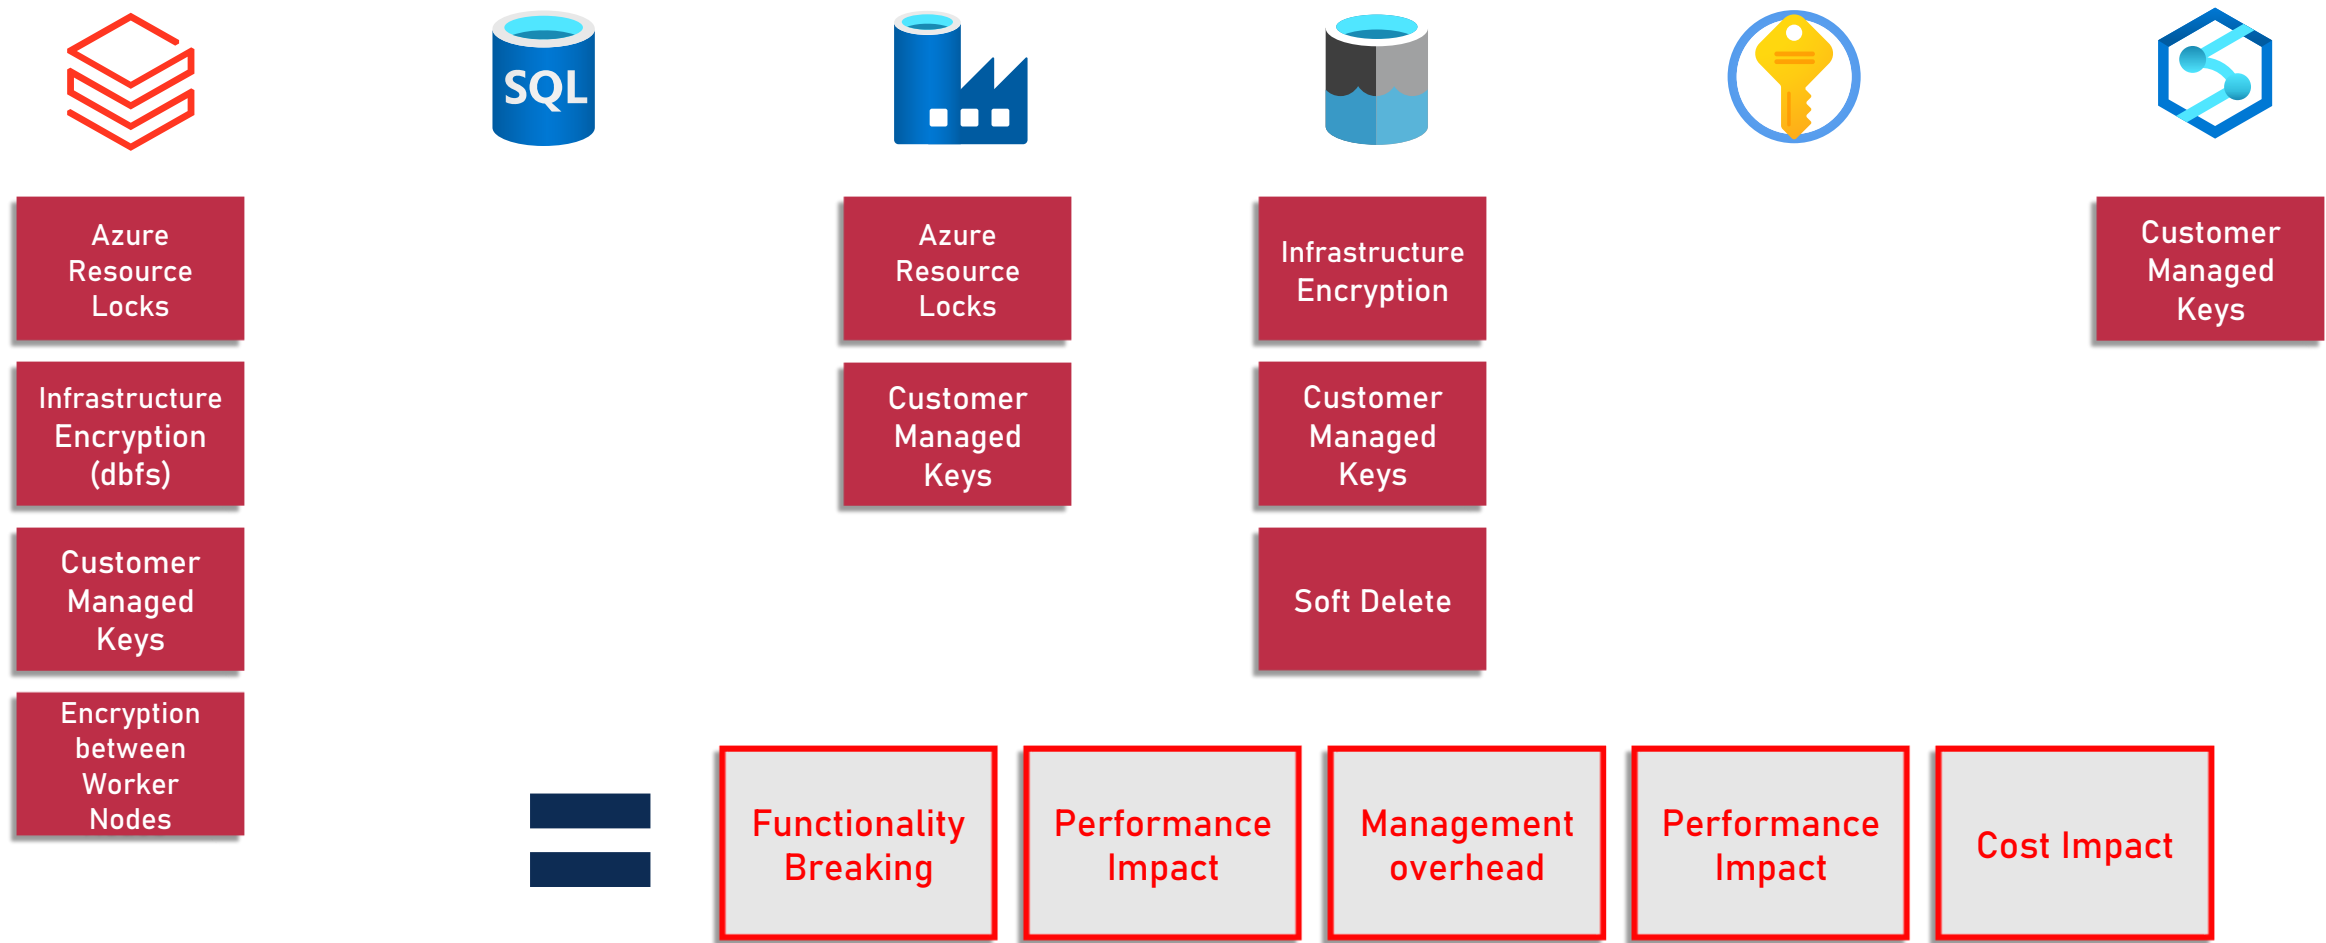 SQL
Azure
Resource
Locks
Infrastructure
Encryption
(dbfs)
Customer
Managed
Keys
Encryption
between
Worker
Nodes
Azure
Resource
Locks
Customer
Managed
Keys
Infrastructure
Encryption
Customer
Managed
Keys
Soft Delete
Customer
Managed
Keys
Functionality
Breaking
Performance
Impact
Management
overhead
Performance
Impact
Cost Impact